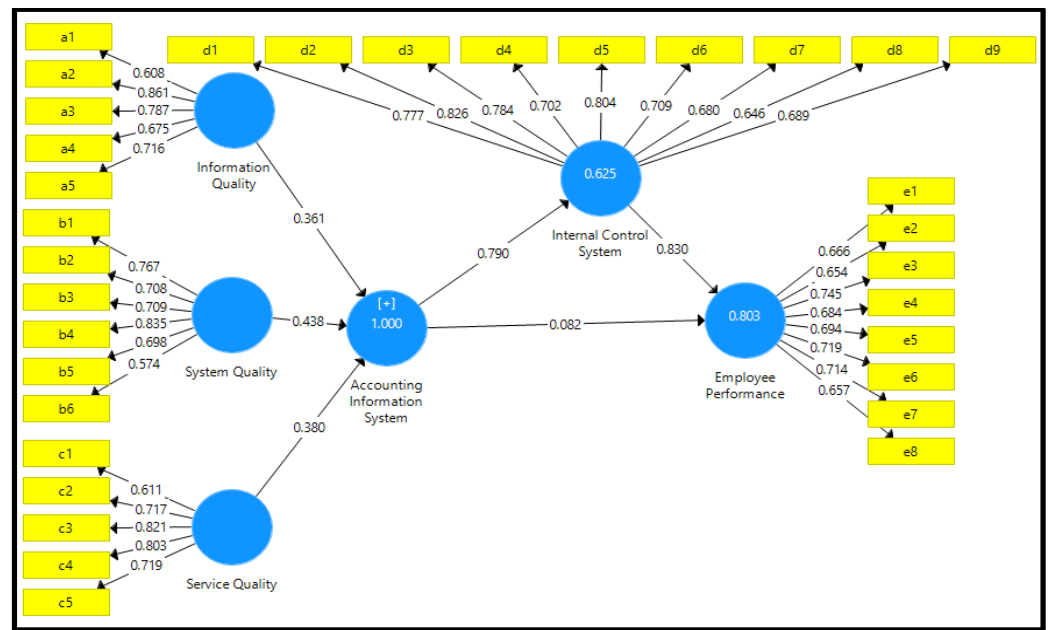 a1
a2
a3
a4
a5
0.608
0.861
0.787
0.675
0.716
Information
Quality
d1 d2 d3 d4 d5 d6 d7 d8 d9
0.777 0.826 0.784 0.702 0.804 0.709 0.680 0.646 0.689
0.625
Internal Control
System
b1
b2
b3
b4
b5
b6
0.767
0.708
0.709
0.835
0.698
0.574
System Quality
0.361
0.438
0.380
[+]
1.000
Accounting
Information
System
0.790
0.830
0.082
0.803
Employee
Performance
e1
e2
e3
e4
e5
e6
e7
e8
0.666
0.654
0.745
0.684
0.694
0.719
0.714
0.657
c1
c2
c3
c4
c5
0.611
0.717
0.821
0.803
0.719
Service Quality